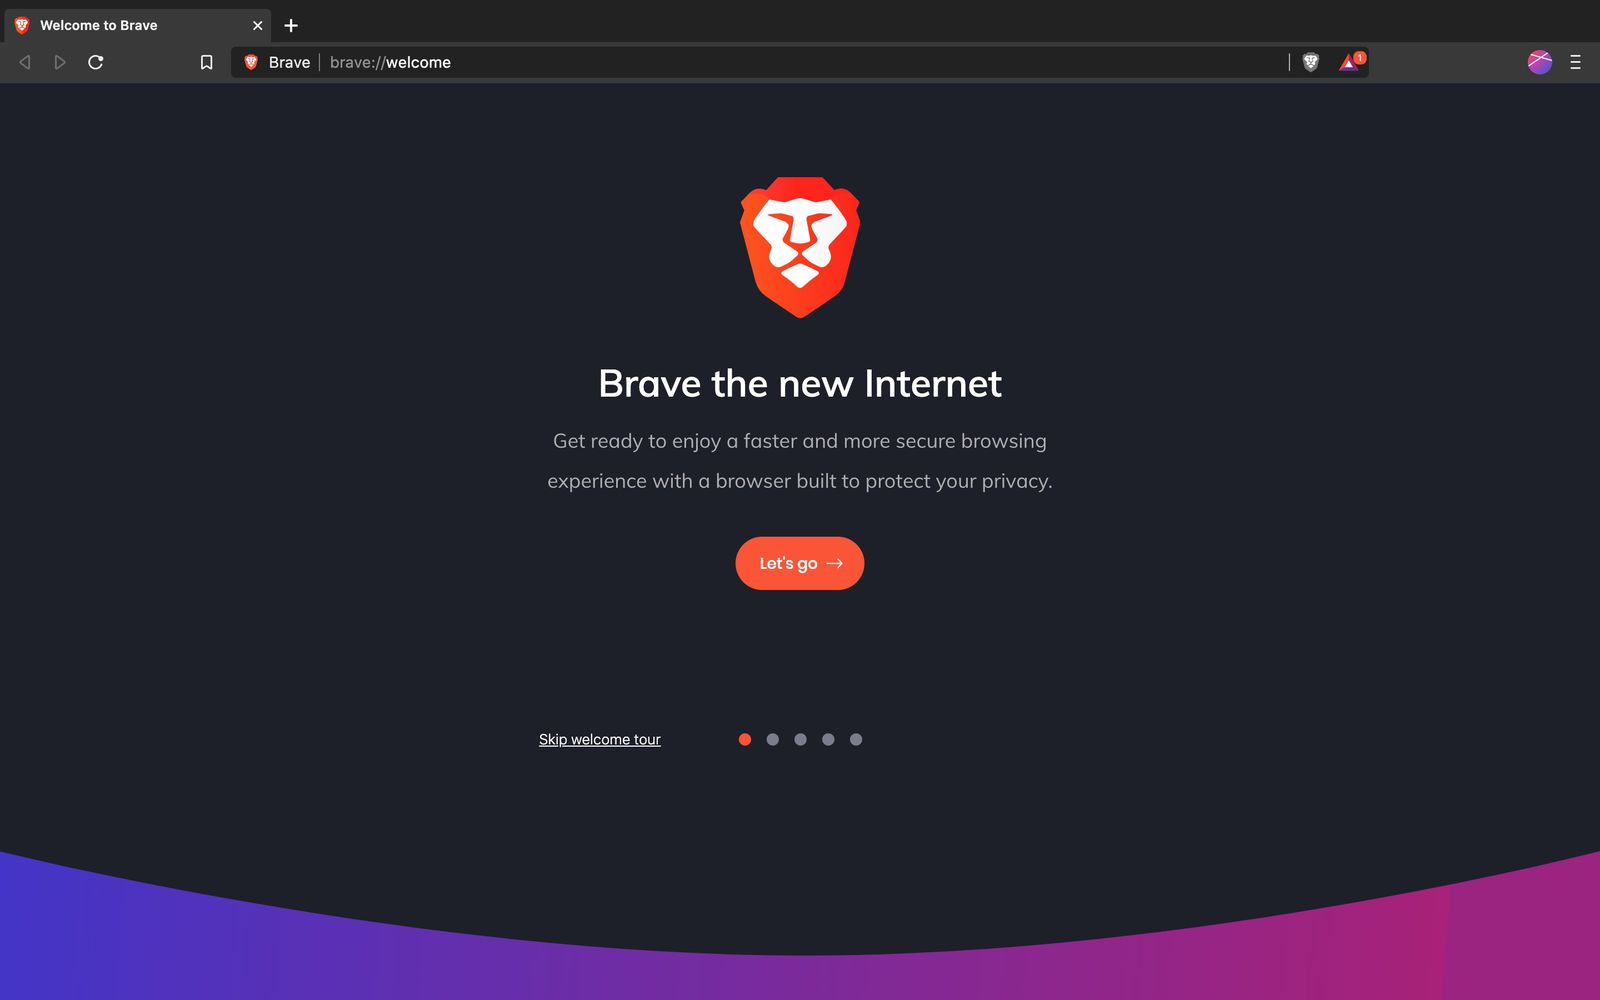 Welcome to Brave
Brave | brave://welcome
1
Brave the new Internet
Get ready to enjoy a faster and more secure browsing
experience with a browser built to protect your privacy.
Let's go →
Skip welcome tour